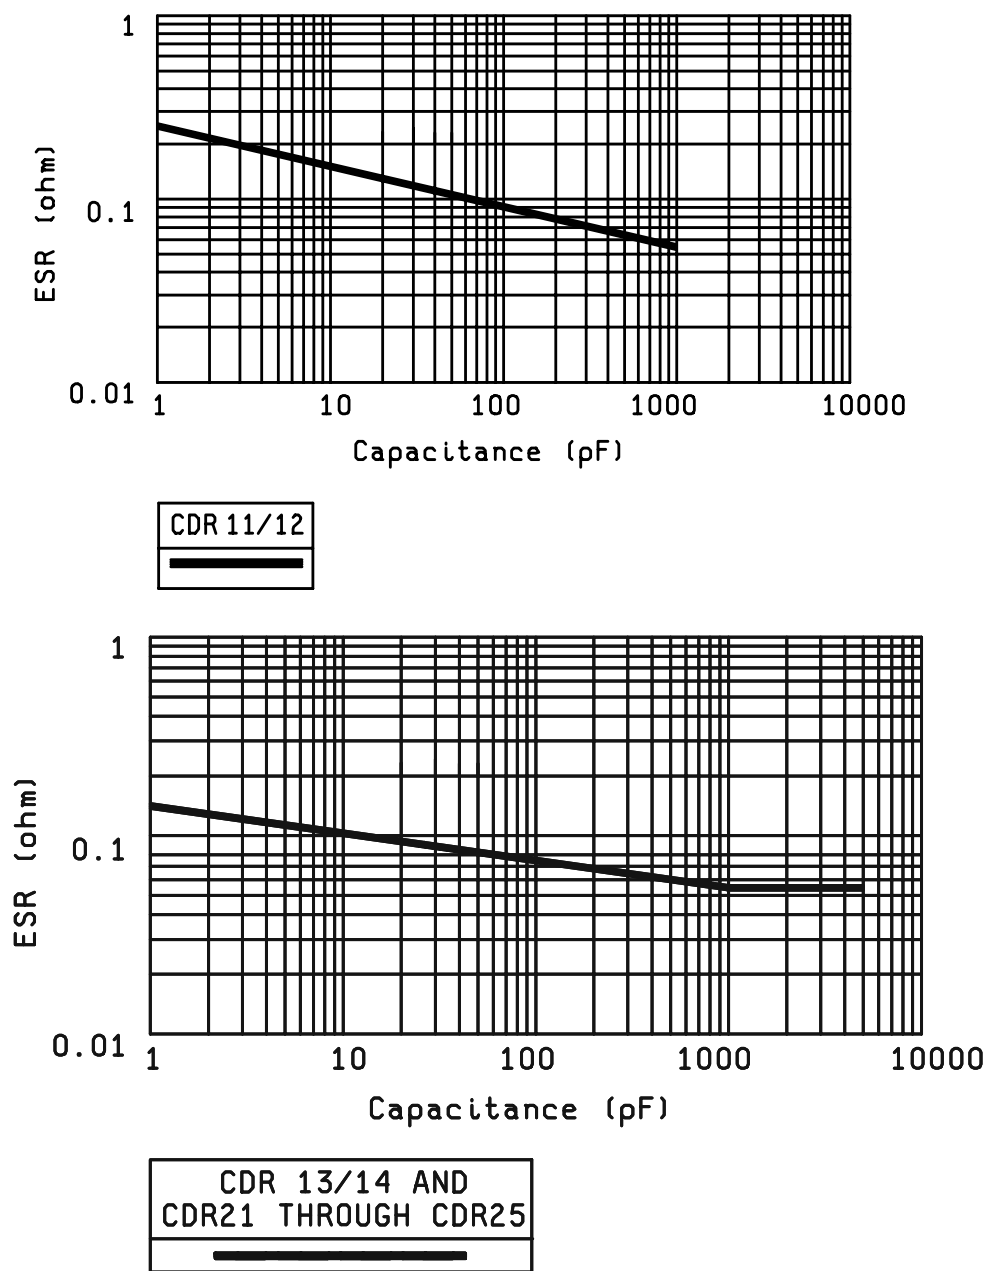 1
ESR (ohm)
0.1
0.01
1 10 100 1000 10000
Capacitance (pF)
CDR 11/12
1
ESR (ohm)
0.1
0.01
1 10 100 1000 10000
Capacitance (pF)
CDR 13/14 AND
CDR21 THROUGH CDR25